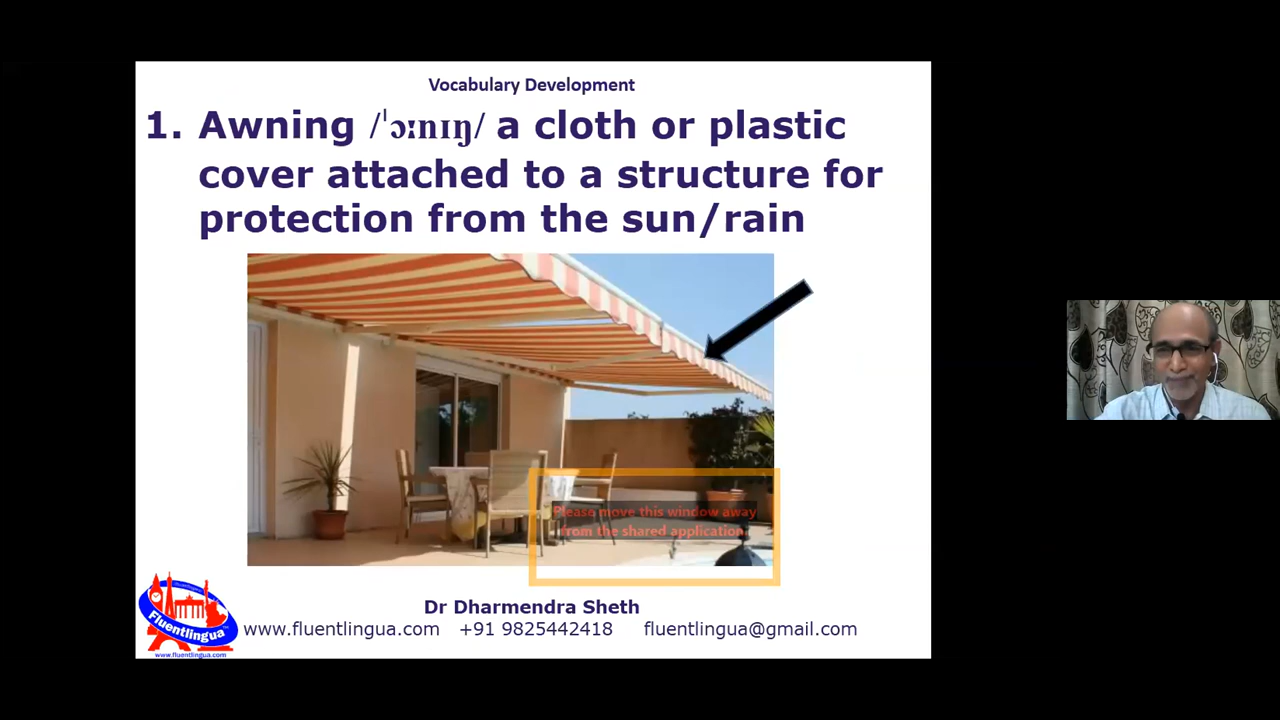 Vocabulary Development
1. Awning /ˈɔːnɪŋ/ a cloth or plastic
cover attached to a structure for
protection from the sun/rain
Please move this window away
from the shared application.
Dr Dharmendra Sheth
Fluentlingua
www.fluentlingua.com +91 9825442418 fluentlingua@gmail.com
www.fluentlingua.com